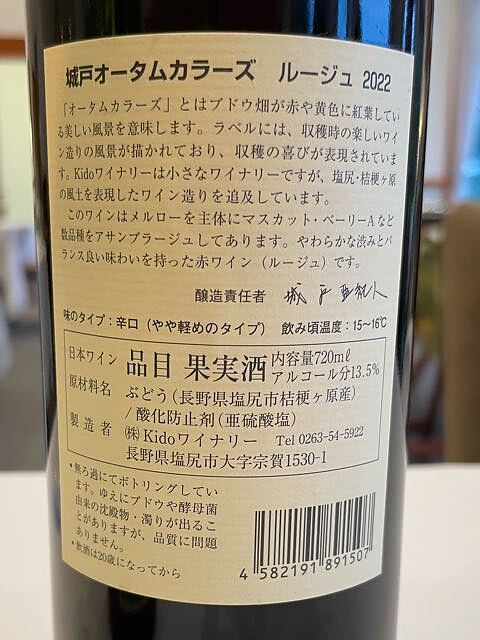 城戸オータムカラーズ　ルージュ 2022
「オータムカラーズ」とはブドウ畑が赤や黄色に紅葉してい
る美しい風景を意味します。ラベルには、収穫時の楽しいワイ
ン造りの風景が描かれており、収穫の喜びが表現されていま
す。Kidoワイナリーは小さなワイナリーですが、塩尻・桔梗ヶ原
の風土を表現したワイン造りを追及しています。
このワインはメルローを主体にマスカット・ベーリーAなど
数品種をアサンブラージュしてあります。やわらかな渋みとバ
ランス良い味わいを持った赤ワイン（ルージュ）です。
醸造責任者 城戸亜紀人
味のタイプ：辛口（やや軽めのタイプ） 飲み頃温度：15～16℃
日本ワイン 品目 果実酒 内容量720mℓ
アルコール分13.5%
原材料名 ぶどう（長野県塩尻市桔梗ヶ原産）
/酸化防止剤（亜硫酸塩）
製造者 ㈱Kidoワイナリー Tel 0263-54-5922
長野県塩尻市大字宗賀1530-1
•無ろ過にてボトリングしてい
ます。ゆえにブドウや酵母菌
由来の沈殿物・濁りが出るこ
とがありますが、品質に問題
ありません。
•飲酒は20歳になってから
4 582191 891507